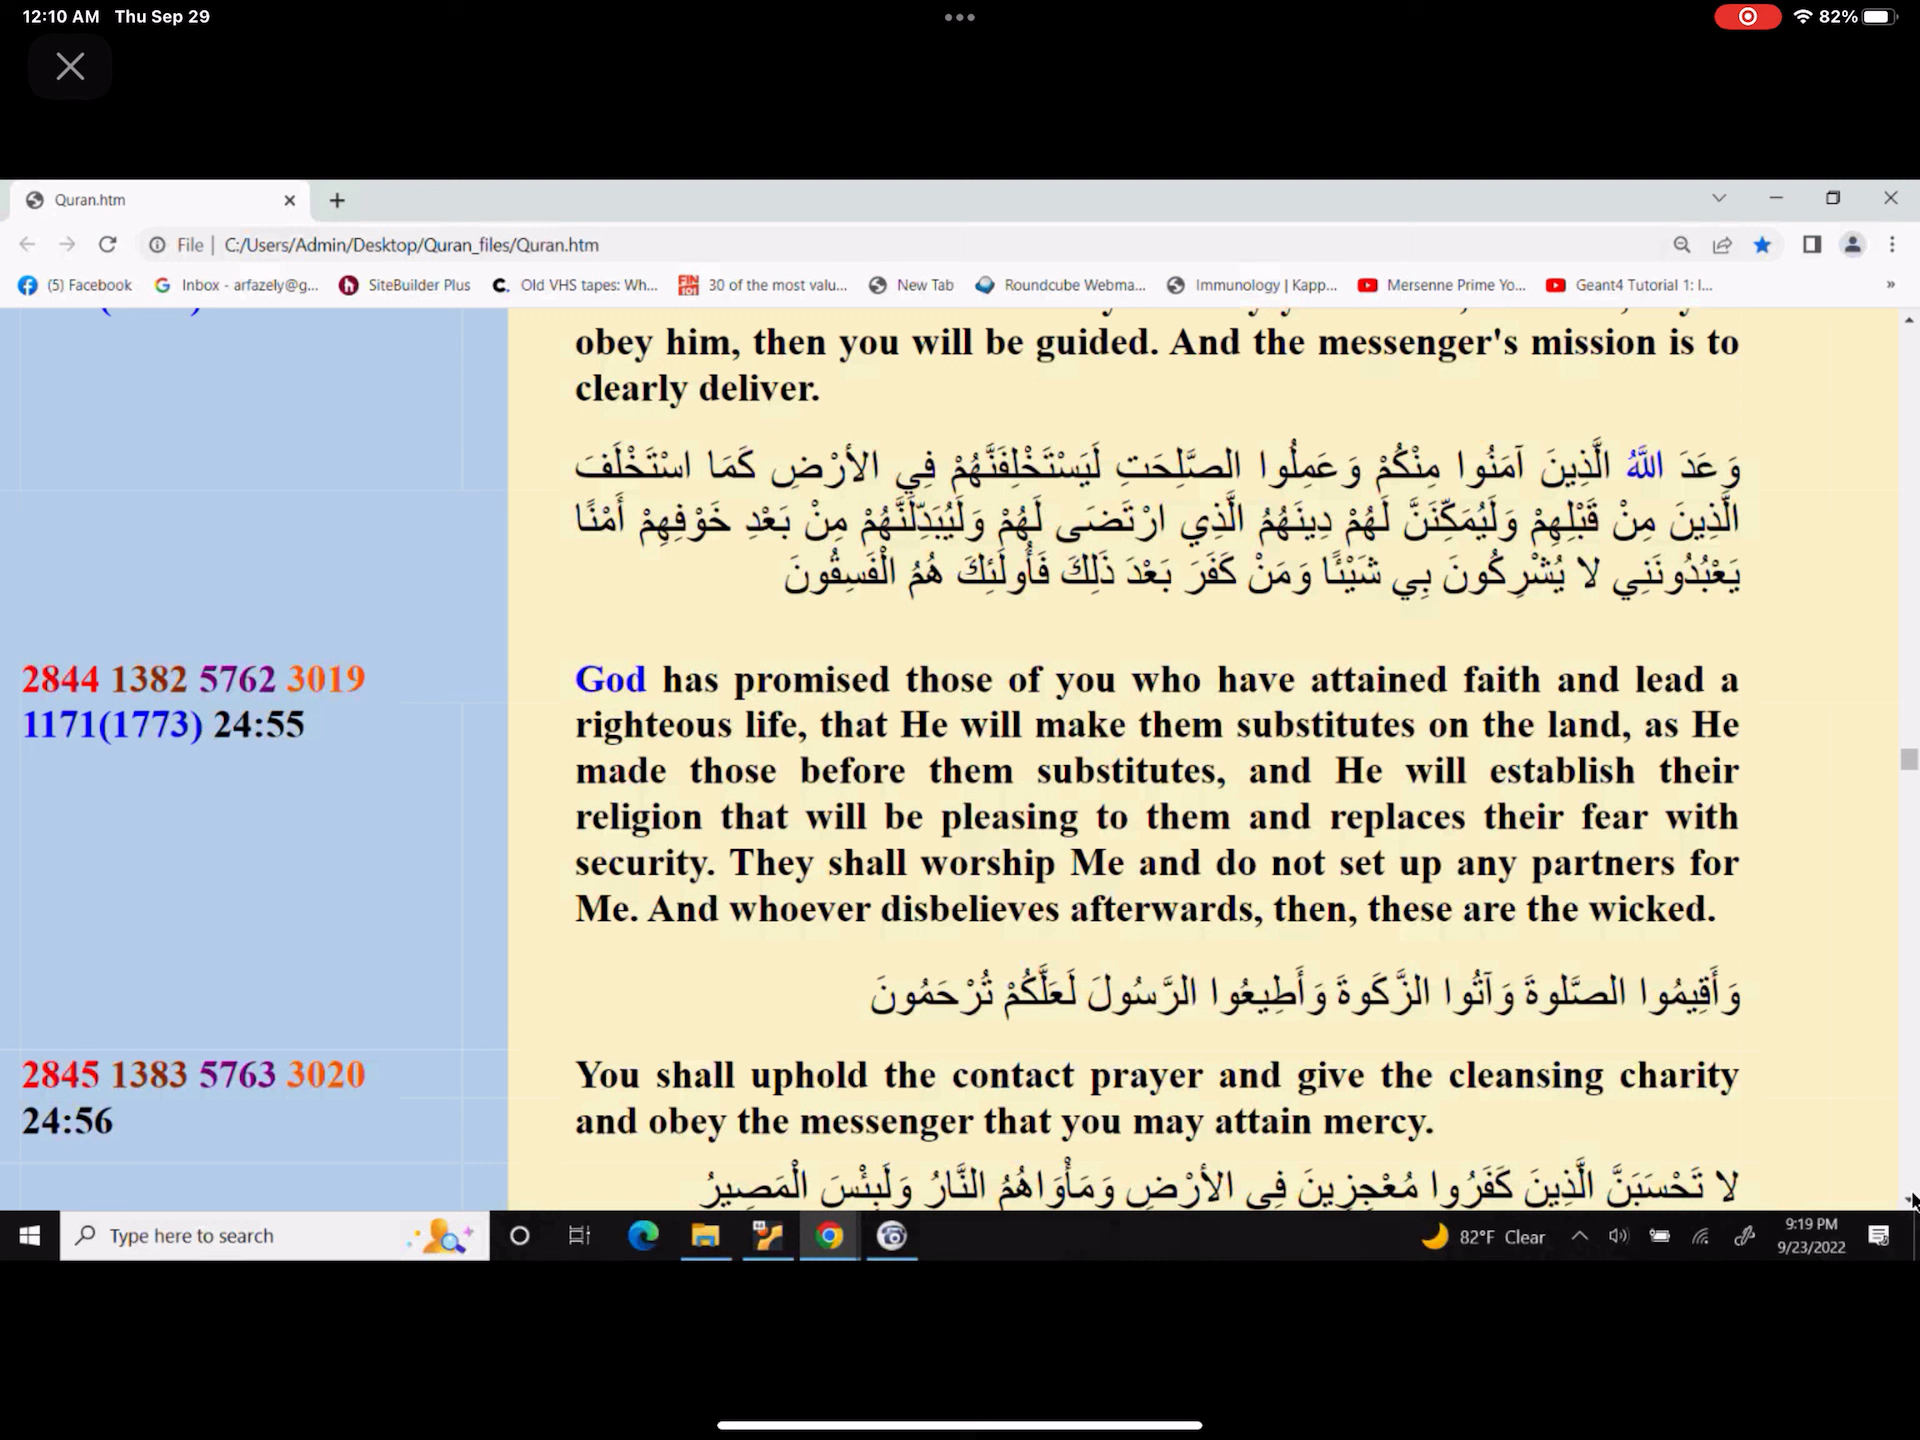 12:10 AM Thu Sep 29
82%
Quran.htm
File | C:/Users/Admin/Desktop/Quran_files/Quran.htm
(5) Facebook Inbox - arfazely@g... SiteBuilder Plus Old VHS tapes: Wh... 30 of the most valu... New Tab Roundcube Webma... Immunology | Kapp... Mersenne Prime Yo... Geant4 Tutorial 1: I... »
obey him, then you will be guided. And the messenger's mission is to
clearly deliver.
وَعَدَ اللَّهُ الَّذِينَ آمَنُوا مِنْكُمْ وَعَمِلُوا الصَّلِحَتِ لَيَسْتَخْلِفَنَّهُمْ فِي الأرْضِ كَمَا اسْتَخْلَفَ
الَّذِينَ مِنْ قَبْلِهِمْ وَلَيُمَكِّنَنَّ لَهُمْ دِينَهُمُ الَّذِي ارْتَضَى لَهُمْ وَلَيُبَدِّلَنَّهُمْ مِنْ بَعْدِ خَوْفِهِمْ أَمْنًا
يَعْبُدُونَنِي لا يُشْرِكُونَ بِي شَيْئًا وَمَنْ كَفَرَ بَعْدَ ذَلِكَ فَأُولَئِكَ هُمُ الْفَسِقُونَ
2844 1382 5762 3019
1171(1773) 24:55
God has promised those of you who have attained faith and lead a
righteous life, that He will make them substitutes on the land, as He
made those before them substitutes, and He will establish their
religion that will be pleasing to them and replaces their fear with
security. They shall worship Me and do not set up any partners for
Me. And whoever disbelieves afterwards, then, these are the wicked.
وَأَقِيمُوا الصَّلوةَ وَآتُوا الزَّكَوةَ وَأَطِيعُوا الرَّسُولَ لَعَلَّكُمْ تُرْحَمُونَ
2845 1383 5763 3020
24:56
You shall uphold the contact prayer and give the cleansing charity
and obey the messenger that you may attain mercy.
لا تَحْسَبَنَّ الَّذِينَ كَفَرُوا مُعْجِزِينَ فِي الأرْضِ وَمَأْوَاهُمُ النَّارُ وَلَبِئْسَ الْمَصِيرُ
Type here to search
82°F Clear
9:19 PM
9/23/2022